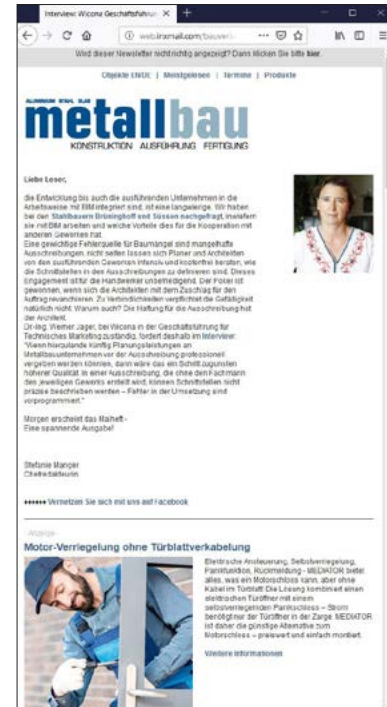 Interview: Wicona Geschäftsführun
web.inxmail.com/bauver
Wird dieser Newsletter nicht richtig angezeigt? Dann klicken Sie bitte hier.
Objekte | Meistgelesen | Termine | Produkte
ALUMINIUM STAHL GLAS
metallbau
KONSTRUKTION AUSFÜHRUNG FERTIGUNG
Liebe Leser,
die Entwicklung bis auch die ausführenden Unternehmen in die
Arbeitsweise mit BIM integriert sind, ist eine langwierige. Wir haben
bei den Stahlbauern Brüninghoff und Süssen nachgefragt, inwiefern
sie mit BIM arbeiten und welche Vorteile dies für die Kooperation mit
anderen Gewerken hat.
Eine gewichtige Fehlerquelle für Baumängel sind mangelhafte
Ausschreibungen, nicht selten lassen sich Planer und Architekten
von den ausführenden Gewerken intensiv und kostenfrei beraten, wie
die Schnittstellen in den Ausschreibungen zu definieren sind. Dieses
Engagement ist für die Handwerker unbefriedigend. Der Poker ist
gewonnen, wenn sich die Architekten mit dem Zuschlag für den
Auftrag revanchieren. Zu Verbindlichkeiten verpflichtet die Gefälligkeit
natürlich nicht. Warum auch? Die Haftung für die Ausschreibung hat
der Architekt.
Dr.-Ing. Werner Jager, bei Wicona in der Geschäftsführung für
Technisches Marketing zuständig, fordert deshalb im Interview:
"Wenn hierzulande künftig Planungsleistungen an
Metallbauunternehmen vor der Ausschreibung professionell
vergeben werden können, dann wäre das ein Schritt zugunsten
höherer Qualität. In einer Ausschreibung, die ohne den Fachmann
des jeweiligen Gewerks erstellt wird, können Schnittstellen nicht
präzise beschrieben werden – Fehler in der Umsetzung sind
vorprogrammiert."
Morgen erscheint das Maiheft -
Eine spannende Ausgabe!
Stefanie Manger
Chefredakteurin
++++++ Vernetzen Sie sich mit uns auf Facebook
- Anzeige -
Motor-Verriegelung ohne Türblattverkabelung
Elektrische Ansteuerung, Selbstverriegelung,
Panikfunktion, Rückmeldung - MEDIATOR bietet
alles, was ein Motorschloss kann, aber ohne
Kabel im Türblatt! Die Lösung kombiniert einen
elektrischen Türöffner mit einem
selbstverriegelnden Panikschloss – Strom
benötigt nur der Türöffner in der Zarge. MEDIATOR
ist daher die günstige Alternative zum
Motorschloss – preiswert und einfach montiert.
Weitere Informationen